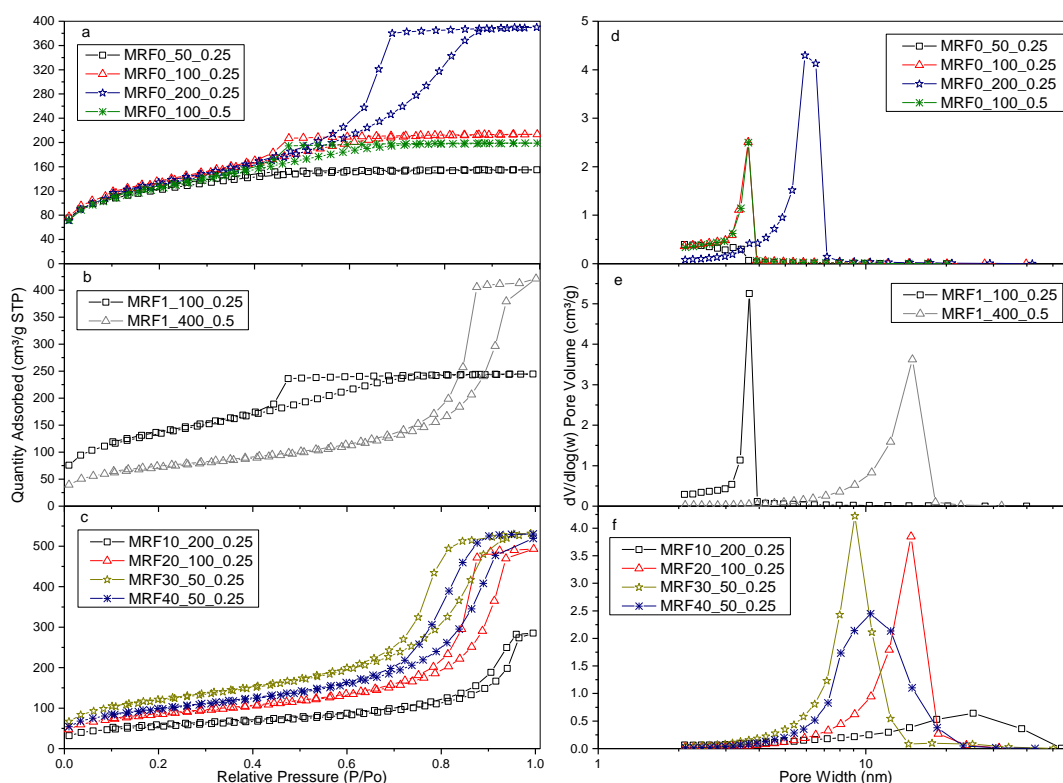 a
MRF0_50_0.25
MRF0_100_0.25
MRF0_200_0.25
MRF0_100_0.5
400
360
320
280
240
200
160
120
80
40
0
b
MRF1_100_0.25
MRF1_400_0.5
400
350
300
250
200
150
100
50
0
c
MRF10_200_0.25
MRF20_100_0.25
MRF30_50_0.25
MRF40_50_0.25
500
400
300
200
100
0
0.0 0.2 0.4 0.6 0.8 1.0
Quantity Adsorbed (cm³/g STP)
Relative Pressure (P/Po)
d
MRF0_50_0.25
MRF0_100_0.25
MRF0_200_0.25
MRF0_100_0.5
5
4
3
2
1
0
e
MRF1_100_0.25
MRF1_400_0.5
5
4
3
2
1
0
f
MRF10_200_0.25
MRF20_100_0.25
MRF30_50_0.25
MRF40_50_0.25
4.0
3.5
3.0
2.5
2.0
1.5
1.0
0.5
0.0
1 10
dV/dlog(w) Pore Volume (cm³/g)
Pore Width (nm)